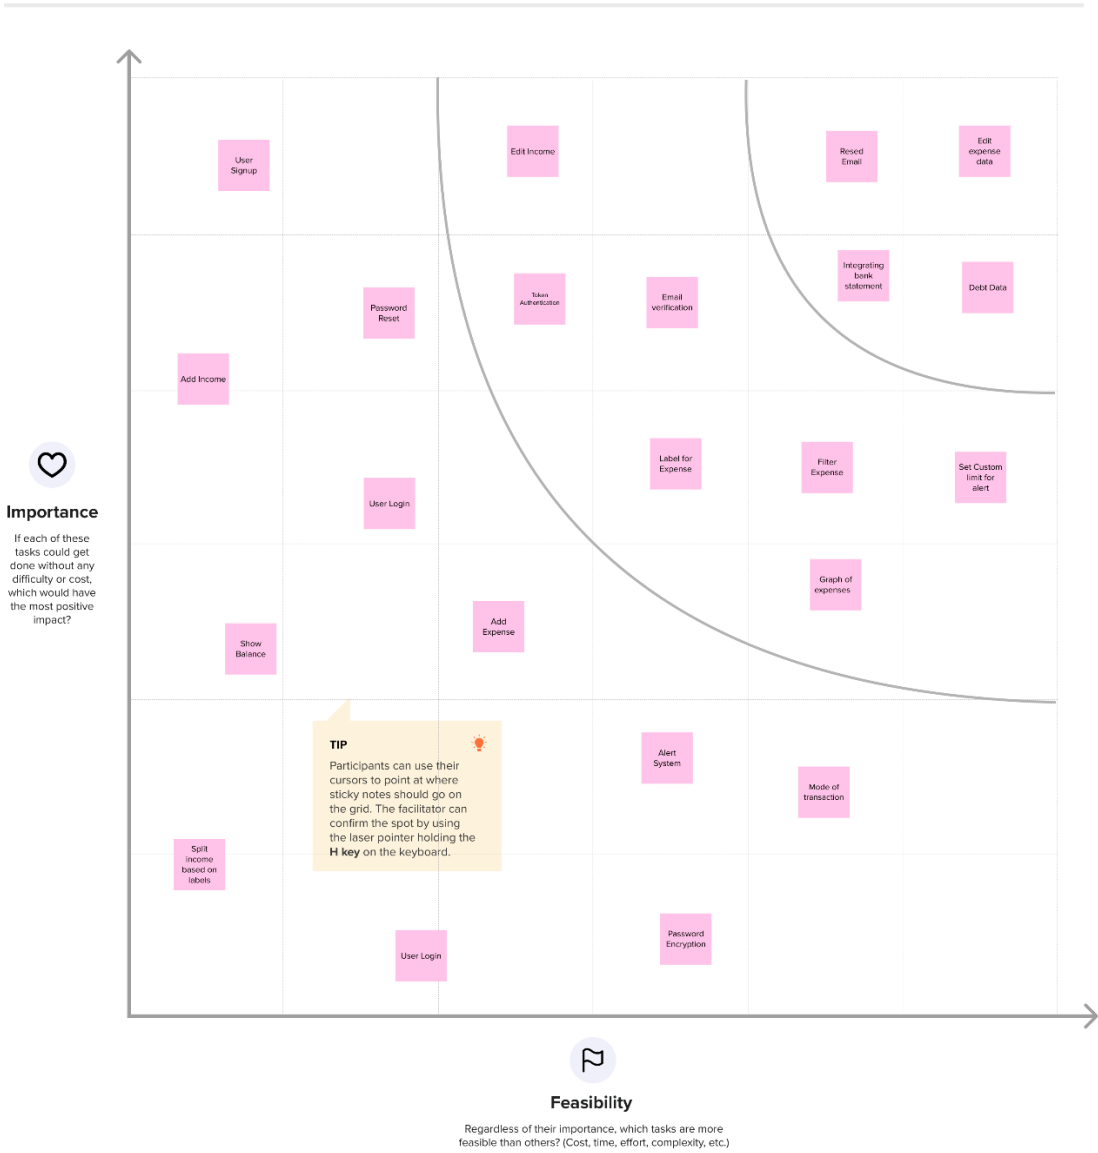 User
Signup
Edit Income
Resed
Email
Edit
expense
data
Password
Reset
Token
Authentication
Email
verification
Integrating
bank
statement
Debt Data
Add Income
User Login
Label for
Expense
Filter
Expense
Set Custom
limit for
alert
Graph of
expenses
Importance
If each of these
tasks could get
done without any
difficulty or cost,
which would have
the most positive
impact?
Show
Balance
Add
Expense
TIP
Participants can use their
cursors to point at where
sticky notes should go on
the grid. The facilitator can
confirm the spot by using
the laser pointer holding the
H key on the keyboard.
Alert
System
Mode of
transaction
Split
income
based on
labels
User Login
Password
Encryption
Feasibility
Regardless of their importance, which tasks are more
feasible than others? (Cost, time, effort, complexity, etc.)